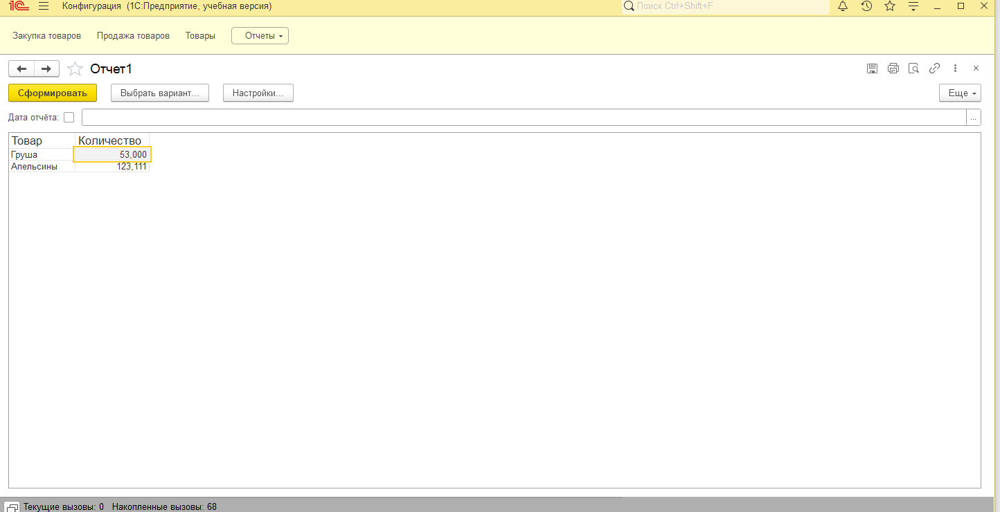 1С Конфигурация (1С:Предприятие, учебная версия) Поиск Ctrl+Shift+F
Закупка товаров Продажа товаров Товары Отчеты
Отчет1
Сформировать Выбрать вариант... Настройки... Еще
Дата отчёта: ...
Товар Количество
Груша 53,000
Апельсины 123,111
Текущие вызовы: 0 Накопленные вызовы: 68